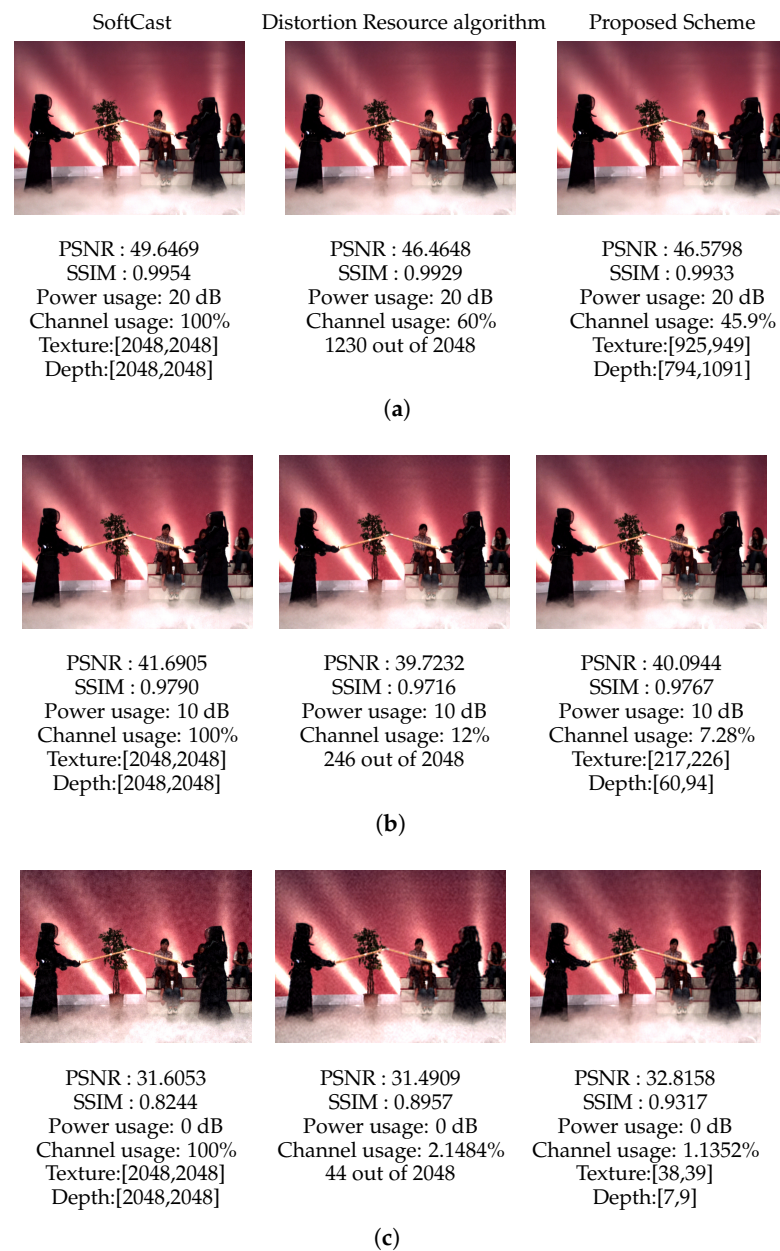 SoftCast
Distortion Resource algorithm
Proposed Scheme
PSNR : 49.6469
SSIM : 0.9954
Power usage: 20 dB
Channel usage: 100%
Texture:[2048,2048]
Depth:[2048,2048]
PSNR : 46.4648
SSIM : 0.9929
Power usage: 20 dB
Channel usage: 60%
1230 out of 2048
PSNR : 46.5798
SSIM : 0.9933
Power usage: 20 dB
Channel usage: 45.9%
Texture:[925,949]
Depth:[794,1091]
(a)
PSNR : 41.6905
SSIM : 0.9790
Power usage: 10 dB
Channel usage: 100%
Texture:[2048,2048]
Depth:[2048,2048]
PSNR : 39.7232
SSIM : 0.9716
Power usage: 10 dB
Channel usage: 12%
246 out of 2048
PSNR : 40.0944
SSIM : 0.9767
Power usage: 10 dB
Channel usage: 7.28%
Texture:[217,226]
Depth:[60,94]
(b)
PSNR : 31.6053
SSIM : 0.8244
Power usage: 0 dB
Channel usage: 100%
Texture:[2048,2048]
Depth:[2048,2048]
PSNR : 31.4909
SSIM : 0.8957
Power usage: 0 dB
Channel usage: 2.1484%
44 out of 2048
PSNR : 32.8158
SSIM : 0.9317
Power usage: 0 dB
Channel usage: 1.1352%
Texture:[38,39]
Depth:[7,9]
(c)